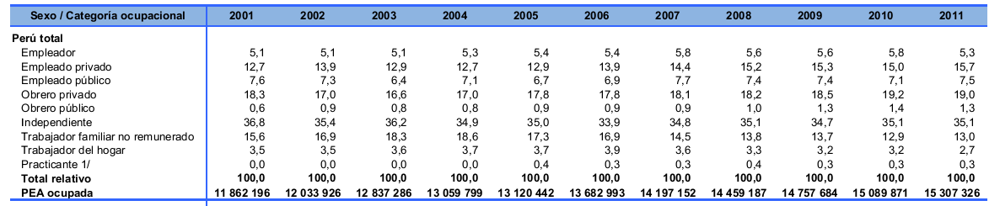 Sexo / Categoría ocupacional 2001 2002 2003 2004 2005 2006 2007 2008 2009 2010 2011
Perú total
Empleador 5,1 5,1 5,1 5,3 5,4 5,4 5,8 5,6 5,6 5,8 5,3
Empleado privado 12,7 13,9 12,9 12,7 12,9 13,9 14,4 15,2 15,3 15,0 15,7
Empleado público 7,6 7,3 6,4 7,1 6,7 6,9 7,7 7,4 7,4 7,1 7,5
Obrero privado 18,3 17,0 16,6 17,0 17,8 17,8 18,1 18,2 18,5 19,2 19,0
Obrero público 0,6 0,9 0,8 0,8 0,9 0,9 0,9 1,0 1,3 1,4 1,3
Independiente 36,8 35,4 36,2 34,9 35,0 33,9 34,8 35,1 34,7 35,1 35,1
Trabajador familiar no remunerado 15,6 16,9 18,3 18,6 17,3 16,9 14,5 13,8 13,7 12,9 13,0
Trabajador del hogar 3,5 3,5 3,6 3,7 3,7 3,9 3,6 3,3 3,2 3,2 2,7
Practicante 1/ 0,0 0,0 0,0 0,0 0,4 0,3 0,3 0,4 0,3 0,3 0,3
Total relativo 100,0 100,0 100,0 100,0 100,0 100,0 100,0 100,0 100,0 100,0 100,0
PEA ocupada 11 862 196 12 033 926 12 837 286 13 059 799 13 120 442 13 682 993 14 197 152 14 459 187 14 757 684 15 089 871 15 307 326